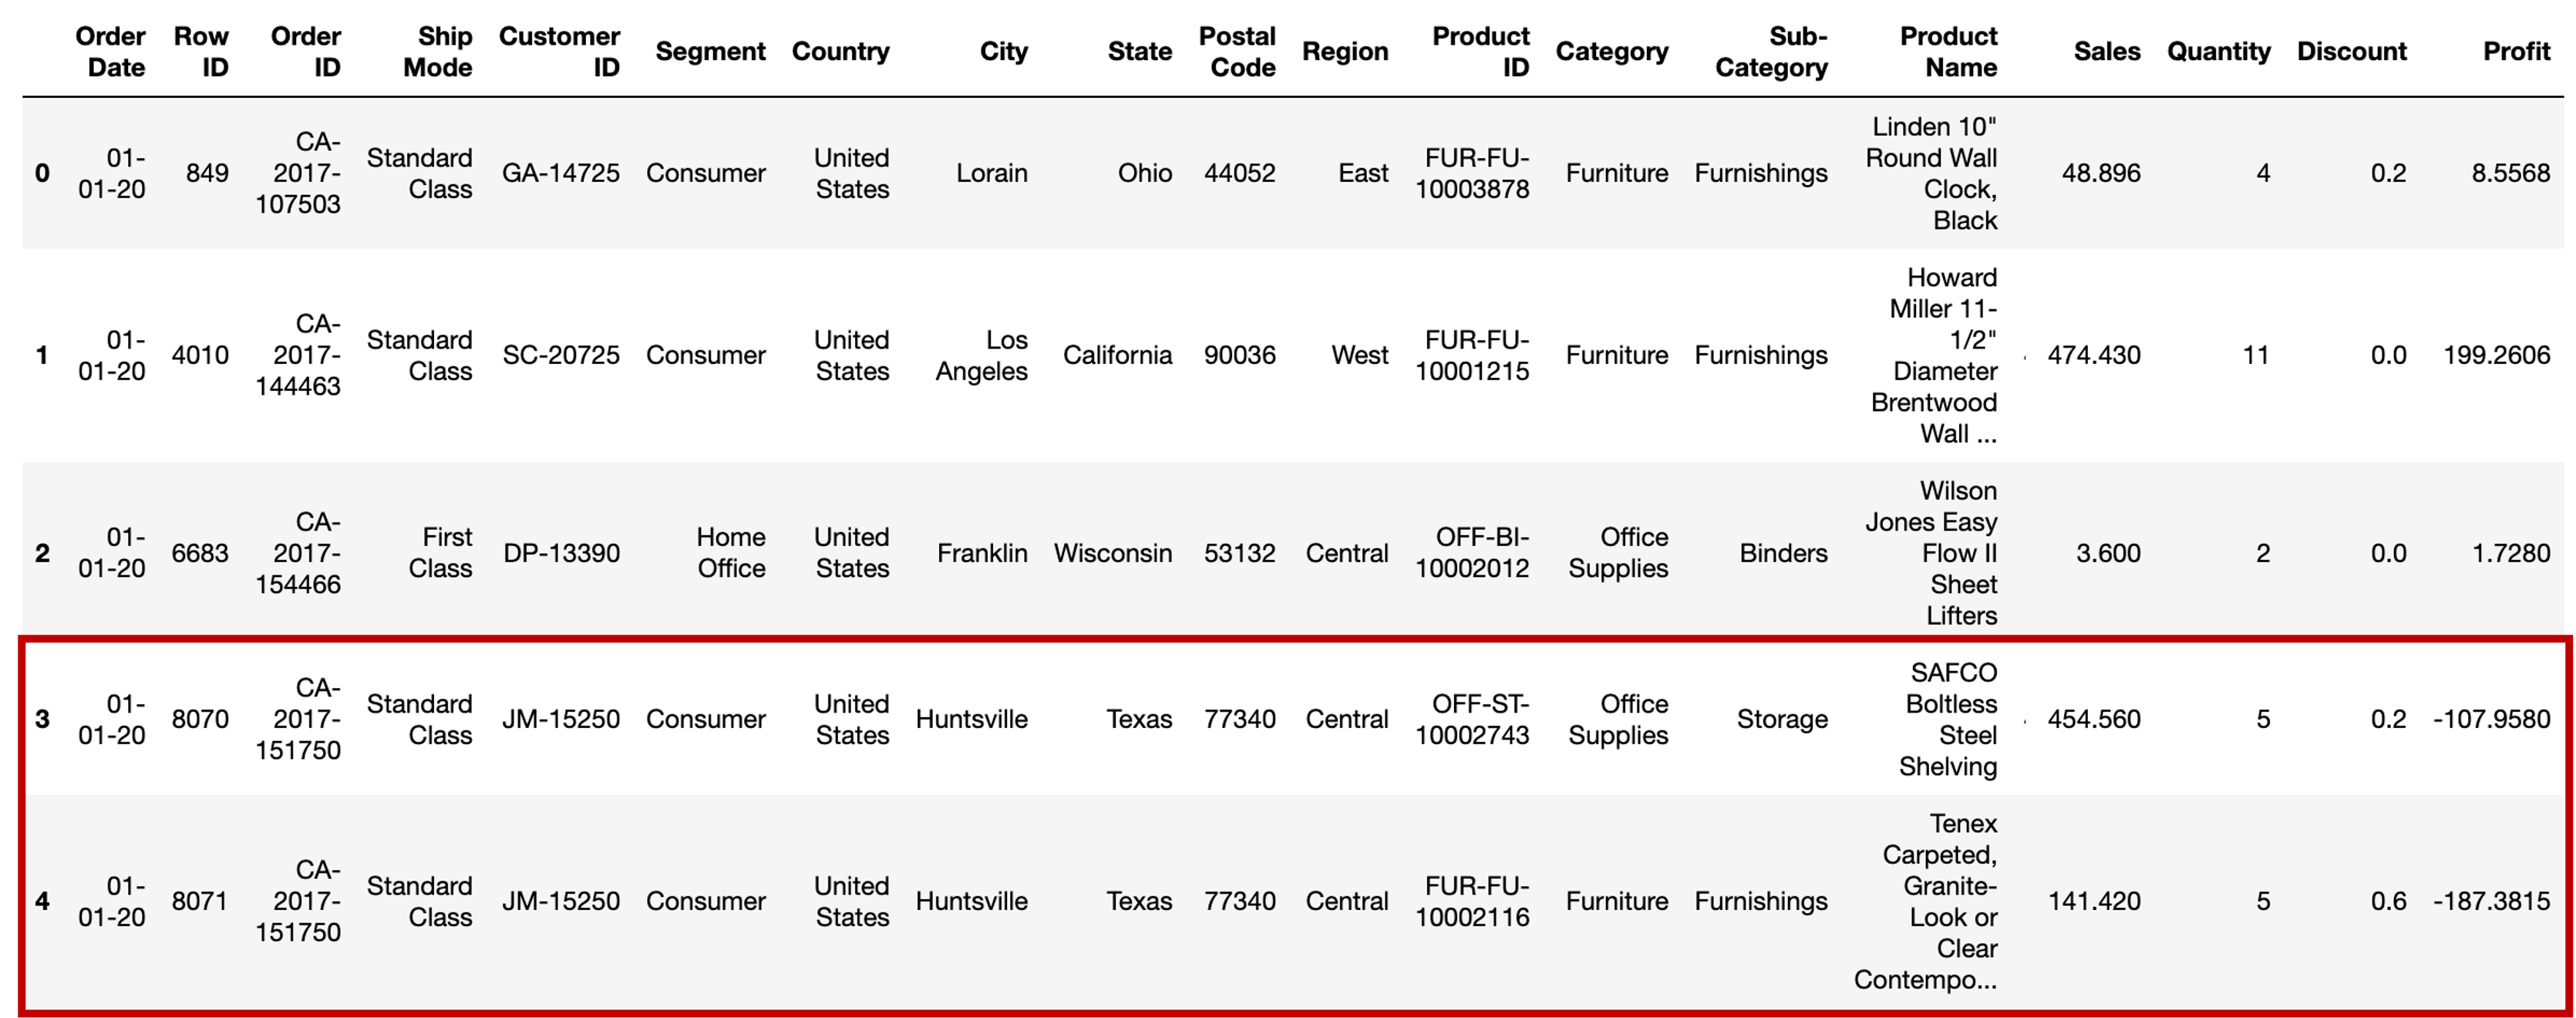 Order Date Row ID Order ID Ship Mode Customer ID Segment Country City State Postal Code Region Product ID Category Sub-Category Product Name Sales Quantity Discount Profit
0 01-01-20 849 CA-2017-107503 Standard Class GA-14725 Consumer United States Lorain Ohio 44052 East FUR-FU-10003878 Furniture Furnishings Linden 10" Round Wall Clock, Black 48.896 4 0.2 8.5568
1 01-01-20 4010 CA-2017-144463 Standard Class SC-20725 Consumer United States Los Angeles California 90036 West FUR-FU-10001215 Furniture Furnishings Howard Miller 11-1/2" Diameter Brentwood Wall ... 474.430 11 0.0 199.2606
2 01-01-20 6683 CA-2017-154466 First Class DP-13390 Home Office United States Franklin Wisconsin 53132 Central OFF-BI-10002012 Office Supplies Binders Wilson Jones Easy Flow II Sheet Lifters 3.600 2 0.0 1.7280
3 01-01-20 8070 CA-2017-151750 Standard Class JM-15250 Consumer United States Huntsville Texas 77340 Central OFF-ST-10002743 Office Supplies Storage SAFCO Boltless Steel Shelving 454.560 5 0.2 -107.9580
4 01-01-20 8071 CA-2017-151750 Standard Class JM-15250 Consumer United States Huntsville Texas 77340 Central FUR-FU-10002116 Furniture Furnishings Tenex Carpeted, Granite-Look or Clear Contempo... 141.420 5 0.6 -187.3815